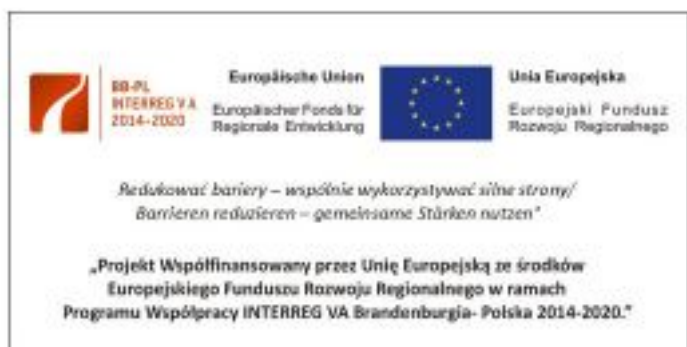 BB-PL
INTERREG V A
2014-2020
Europäische Union
Europäischer Fonds für
Regionale Entwicklung
Unia Europejska
Europejski Fundusz
Rozwoju Regionalnego
Redukować bariery – wspólnie wykorzystywać silne strony/
Barrieren reduzieren – gemeinsame Stärken nutzen"
„Projekt Współfinansowany przez Unię Europejską ze środków
Europejskiego Funduszu Rozwoju Regionalnego w ramach
Programu Współpracy INTERREG VA Brandenburgia- Polska 2014-2020."